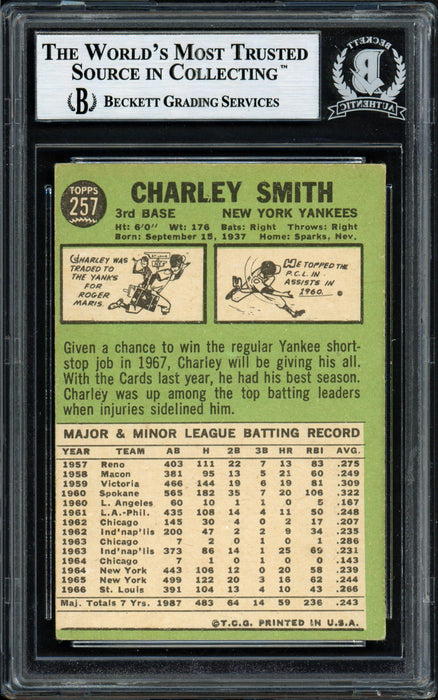 THE WORLD'S MOST TRUSTED
SOURCE IN COLLECTING™
B BECKETT GRADING SERVICES
BECKETT
B
AUTHENTIC
TOPPS
257
CHARLEY SMITH
3rd BASE NEW YORK YANKEES
Ht: 6'0" Wt: 176 Bats: Right Throws: Right
Born: September 15, 1937 Home: Sparks, Nev.
CHARLEY WAS
TRADED TO
THE YANKS
FOR
ROGER
MARIS.
HE TOPPED THE
P.C.L. IN
ASSISTS IN
1960.
Given a chance to win the regular Yankee short-
stop job in 1967, Charley will be giving his all.
With the Cards last year, he had his best season.
Charley was among the top batting leaders
when injuries sidelined him.
MAJOR & MINOR LEAGUE BATTING RECORD
YEAR TEAM AB H 2B 3B HR RBI AVG.
1957 Reno 403 111 22 7 13 83 .275
1958 Macon 381 95 13 5 21 60 .249
1959 Victoria 466 144 19 6 19 81 .309
1960 Spokane 565 182 35 7 20 106 .322
1960 L. Angeles 60 10 1 1 0 5 .167
1961 L.A.-Phil. 435 108 14 4 11 50 .248
1962 Chicago 145 30 4 0 2 17 .207
1962 Ind'nap'lis 200 47 2 2 9 34 .235
1963 Chicago 7 2 0 1 0 1 .286
1963 Ind'nap'lis 373 86 14 1 25 69 .231
1964 Chicago 7 1 0 1 0 0 .143
1964 New York 443 106 12 0 20 58 .239
1965 New York 499 122 20 3 16 62 .244
1966 St. Louis 391 104 13 4 10 43 .266
Maj. Totals 7 Yrs. 1987 483 64 14 59 236 .243
©T.C.G. PRINTED IN U.S.A.